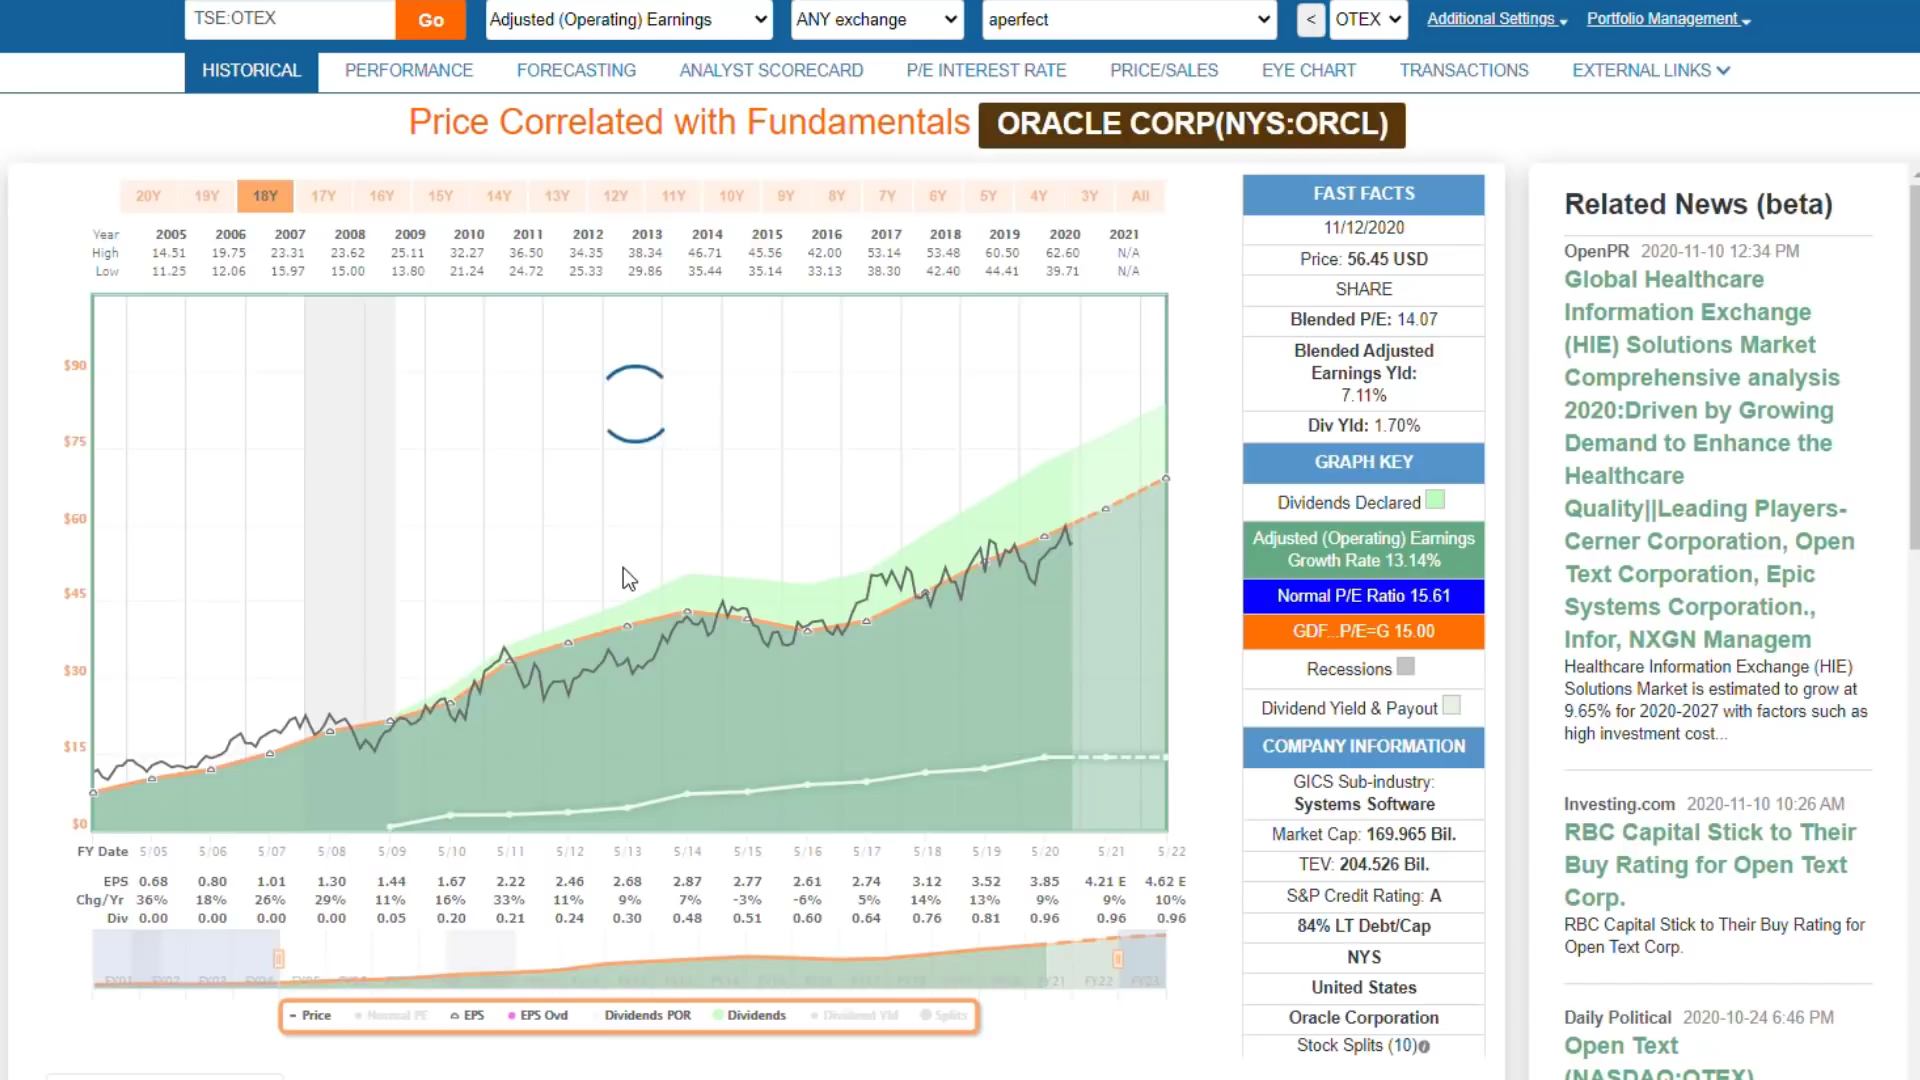 TSE:OTEX Go Adjusted (Operating) Earnings ANY exchange aperfect < OTEX Additional Settings Portfolio Management
HISTORICAL PERFORMANCE FORECASTING ANALYST SCORECARD P/E INTEREST RATE PRICE/SALES EYE CHART TRANSACTIONS EXTERNAL LINKS
Price Correlated with Fundamentals ORACLE CORP(NYS:ORCL)
20Y 19Y 18Y 17Y 16Y 15Y 14Y 13Y 12Y 11Y 10Y 9Y 8Y 7Y 6Y 5Y 4Y 3Y All
Year 2005 2006 2007 2008 2009 2010 2011 2012 2013 2014 2015 2016 2017 2018 2019 2020 2021
High 14.51 19.75 23.31 23.62 25.11 32.27 36.50 34.35 38.34 46.71 45.56 42.00 53.14 53.48 60.50 62.60 N/A
Low 11.25 12.06 15.97 15.00 13.80 21.24 24.72 25.33 29.86 35.44 35.14 33.13 38.30 42.40 44.41 39.71 N/A
$90
$75
$60
$45
$30
$15
$0
FY Date 5/05 5/06 5/07 5/08 5/09 5/10 5/11 5/12 5/13 5/14 5/15 5/16 5/17 5/18 5/19 5/20 5/21 5/22
EPS 0.68 0.80 1.01 1.30 1.44 1.67 2.22 2.46 2.68 2.87 2.77 2.61 2.74 3.12 3.52 3.85 4.21 E 4.62 E
Chg/Yr 36% 18% 26% 29% 11% 16% 33% 11% 9% 7% -3% -6% 5% 14% 13% 9% 9% 10%
Div 0.00 0.00 0.00 0.00 0.05 0.20 0.21 0.24 0.30 0.48 0.51 0.60 0.64 0.76 0.81 0.96 0.96 0.96
Price Normal PE EPS EPS Ovd Dividends POR Dividends Dividend Yld Splits
FAST FACTS
11/12/2020
Price: 56.45 USD
SHARE
Blended P/E: 14.07
Blended Adjusted
Earnings Yld:
7.11%
Div Yld: 1.70%
GRAPH KEY
Dividends Declared
Adjusted (Operating) Earnings
Growth Rate 13.14%
Normal P/E Ratio 15.61
GDF...P/E=G 15.00
Recessions
Dividend Yield & Payout
COMPANY INFORMATION
GICS Sub-industry:
Systems Software
Market Cap: 169.965 Bil.
TEV: 204.526 Bil.
S&P Credit Rating: A
84% LT Debt/Cap
NYS
United States
Oracle Corporation
Stock Splits (10)
Related News (beta)
OpenPR 2020-11-10 12:34 PM
Global Healthcare
Information Exchange
(HIE) Solutions Market
Comprehensive analysis
2020:Driven by Growing
Demand to Enhance the
Healthcare
Quality||Leading Players-
Cerner Corporation, Open
Text Corporation, Epic
Systems Corporation.,
Infor, NXGN Managem
Healthcare Information Exchange (HIE)
Solutions Market is estimated to grow at
9.65% for 2020-2027 with factors such as
high investment cost...
Investing.com 2020-11-10 10:26 AM
RBC Capital Stick to Their
Buy Rating for Open Text
Corp.
RBC Capital Stick to Their Buy Rating for
Open Text Corp.
Daily Political 2020-10-24 6:46 PM
Open Text
(NASDAQ:OTEX)